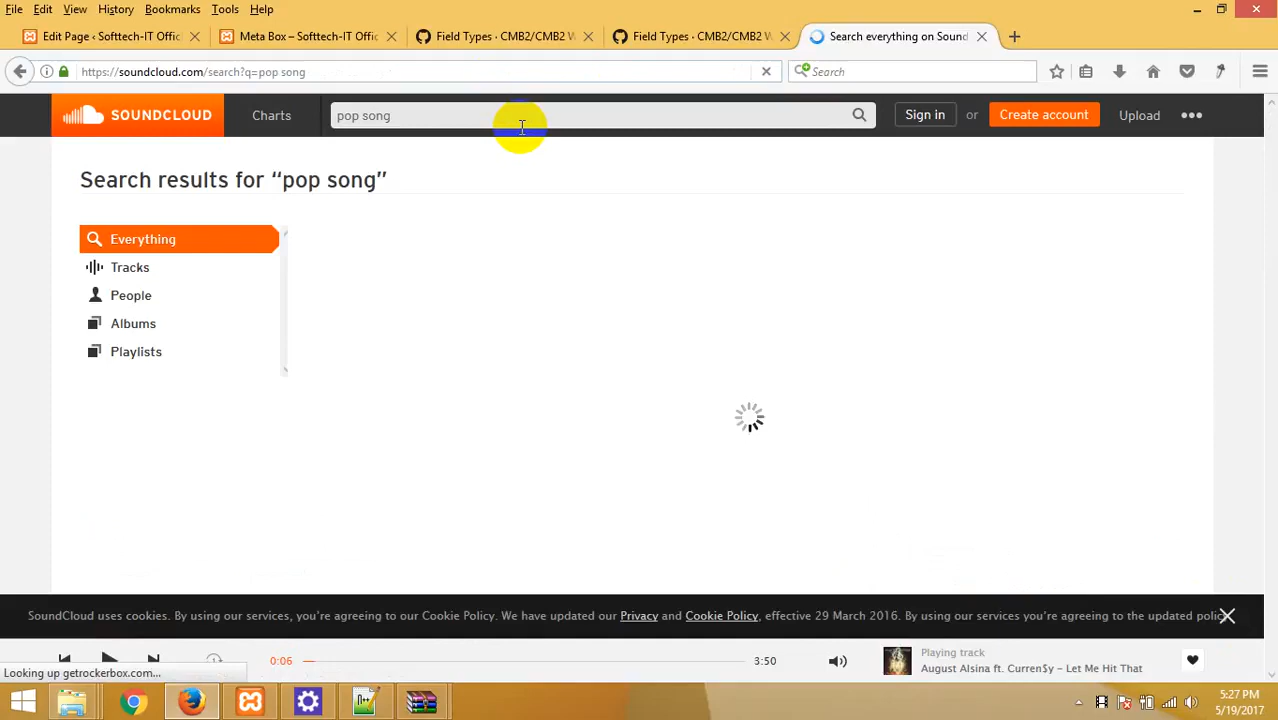 File Edit View History Bookmarks Tools Help
Edit Page ‹ Softtech-IT Offic
Meta Box – Softtech-IT Offic
Field Types · CMB2/CMB2 W
Field Types · CMB2/CMB2 W
Search everything on Sound
https://soundcloud.com/search?q=pop song
Search
SOUNDCLOUD
Charts
pop song
Sign in or Create account Upload
Search results for “pop song”
Everything
Tracks
People
Albums
Playlists
SoundCloud uses cookies. By using our services, you're agreeing to our Cookie Policy. We have updated our Privacy and Cookie Policy, effective 29 March 2016. By using our services you're agreeing to the updated polic
0:06
3:50
Playing track
August Alsina ft. Curren$y – Let Me Hit That
Looking up getrockerbox.com...
5:27 PM
5/19/2017